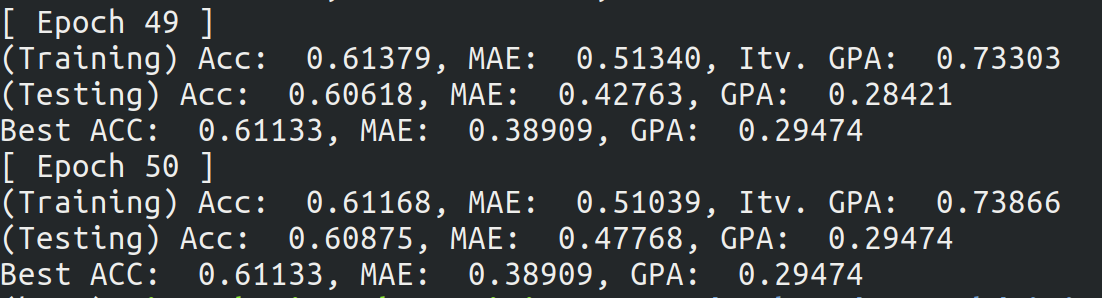 [ Epoch 49 ]
(Training) Acc:  0.61379, MAE:  0.51340, Itv. GPA:  0.73303
(Testing) Acc:  0.60618, MAE:  0.42763, GPA:  0.28421
Best ACC:  0.61133, MAE:  0.38909, GPA:  0.29474
[ Epoch 50 ]
(Training) Acc:  0.61168, MAE:  0.51039, Itv. GPA:  0.73866
(Testing) Acc:  0.60875, MAE:  0.47768, GPA:  0.29474
Best ACC:  0.61133, MAE:  0.38909, GPA:  0.29474